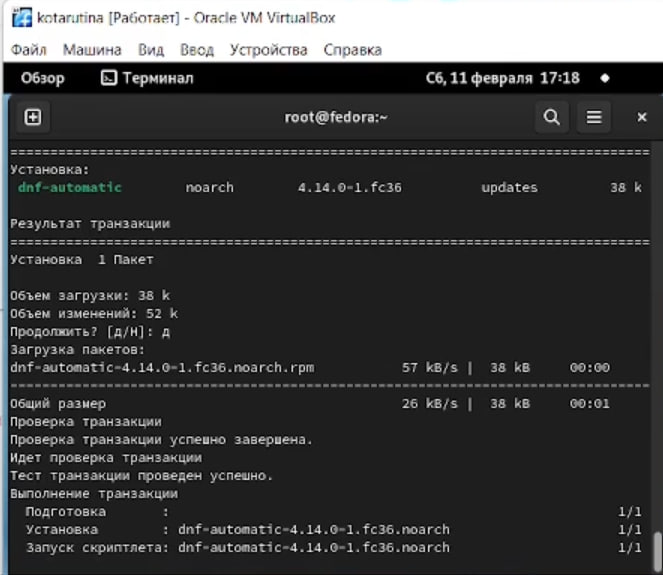 kotarutina [Работает] - Oracle VM VirtualBox
Файл Машина Вид Ввод Устройства Справка
Обзор Терминал Сб, 11 февраля 17:18
root@fedora:~
================================================================================
Установка:
dnf-automatic noarch 4.14.0-1.fc36 updates 38 k
Результат транзакции
================================================================================
Установка 1 Пакет
Объем загрузки: 38 k
Объем изменений: 52 k
Продолжить? [д/Н]: д
Загрузка пакетов:
dnf-automatic-4.14.0-1.fc36.noarch.rpm 57 kB/s | 38 kB 00:00
--------------------------------------------------------------------------------
Общий размер 26 kB/s | 38 kB 00:01
Проверка транзакции
Проверка транзакции успешно завершена.
Идет проверка транзакции
Тест транзакции проведен успешно.
Выполнение транзакции
Подготовка : 1/1
Установка : dnf-automatic-4.14.0-1.fc36.noarch 1/1
Запуск скриптлета: dnf-automatic-4.14.0-1.fc36.noarch 1/1